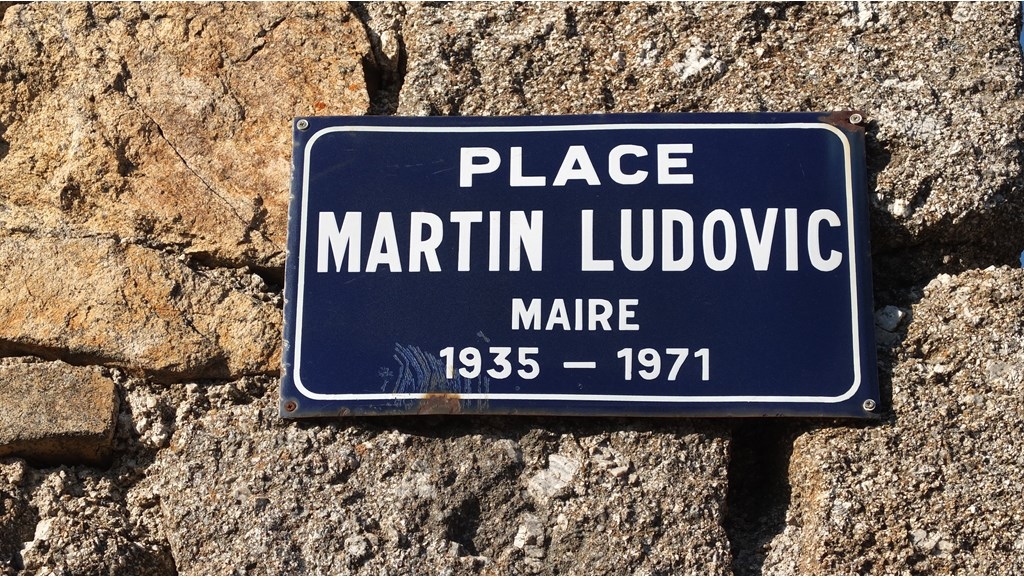 PLACE
MARTIN LUDOVIC
MAIRE
1935 — 1971